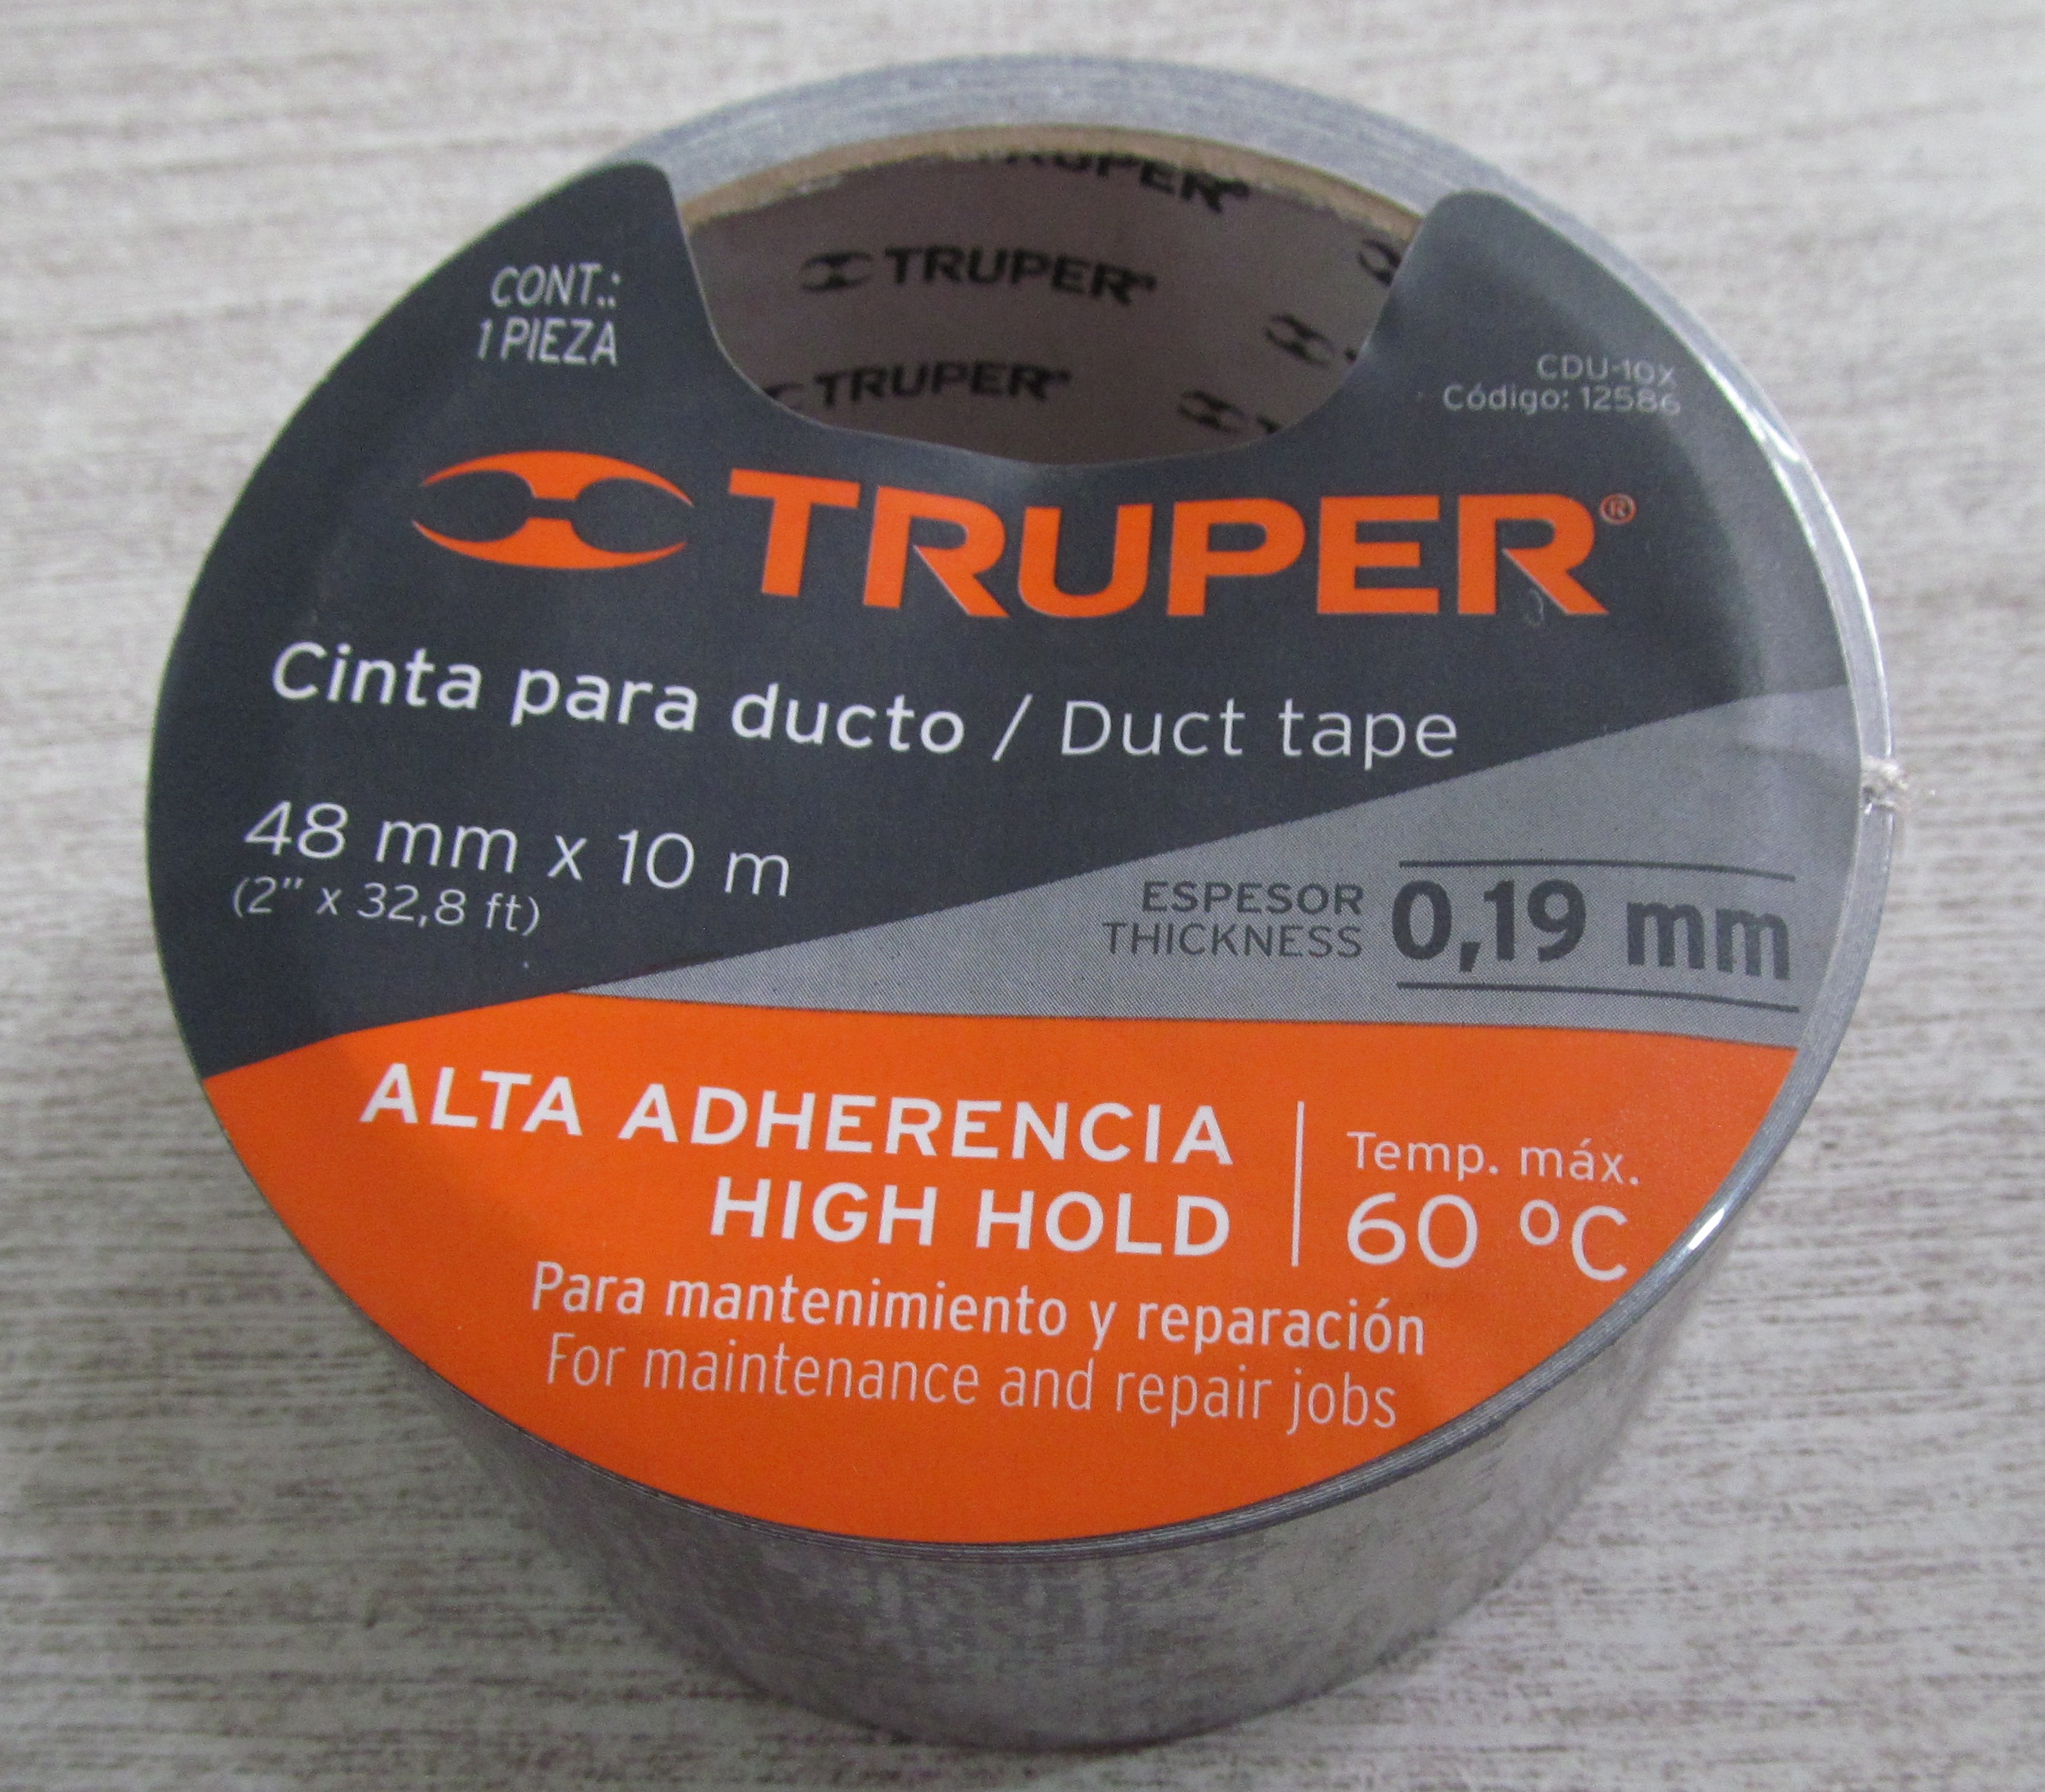 TRUPER®
TRUPER®
TRUPER®
CONT.:
1 PIEZA
CDU-10X
Código: 12586
TRUPER®
Cinta para ducto / Duct tape
48 mm x 10 m
(2" x 32,8 ft)
ESPESOR
THICKNESS
0,19 mm
ALTA ADHERENCIA
HIGH HOLD
Temp. máx.
60 °C
Para mantenimiento y reparación
For maintenance and repair jobs